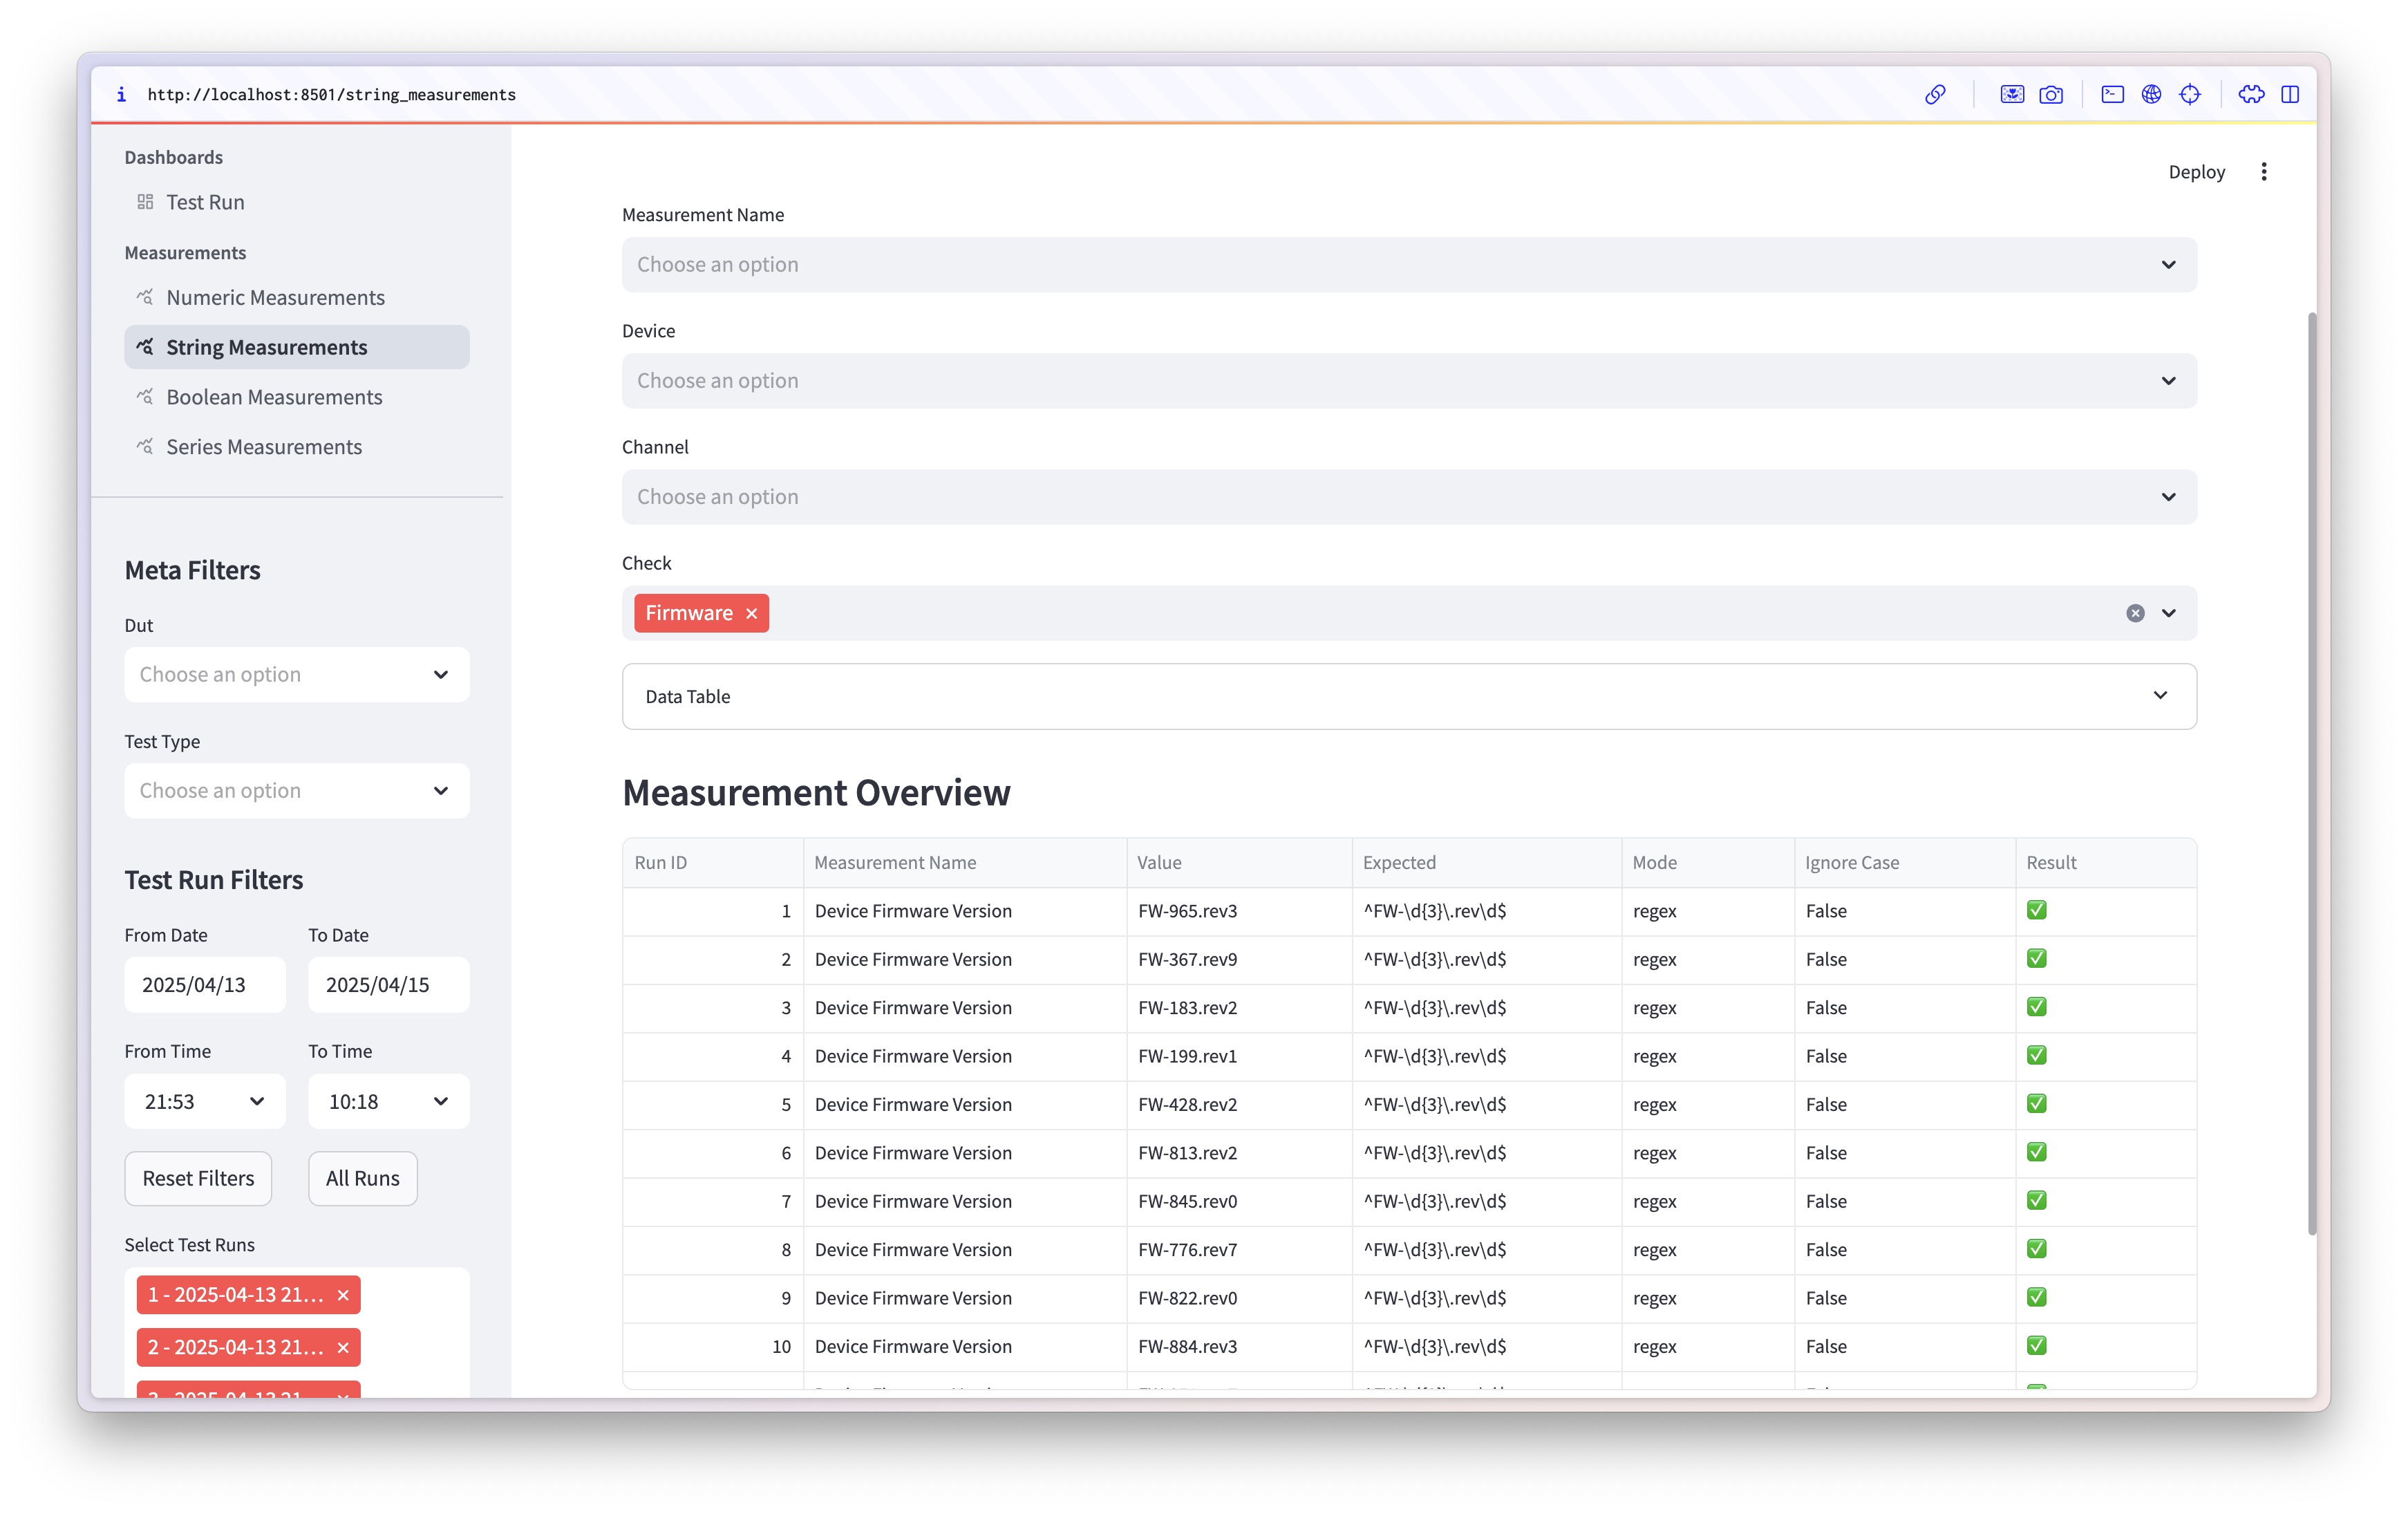 i http://localhost:8501/string_measurements
Dashboards
Test Run
Measurements
Numeric Measurements
String Measurements
Boolean Measurements
Series Measurements
Meta Filters
Dut
Choose an option
Test Type
Choose an option
Test Run Filters
From Date To Date
2025/04/13 2025/04/15
From Time To Time
21:53 10:18
Reset Filters All Runs
Select Test Runs
1 - 2025-04-13 21...
2 - 2025-04-13 21...
Deploy
Measurement Name
Choose an option
Device
Choose an option
Channel
Choose an option
Check
Firmware
Data Table
Measurement Overview
Run ID Measurement Name Value Expected Mode Ignore Case Result
1 Device Firmware Version FW-965.rev3 ^FW-\d{3}\.rev\d$ regex False ✅
2 Device Firmware Version FW-367.rev9 ^FW-\d{3}\.rev\d$ regex False ✅
3 Device Firmware Version FW-183.rev2 ^FW-\d{3}\.rev\d$ regex False ✅
4 Device Firmware Version FW-199.rev1 ^FW-\d{3}\.rev\d$ regex False ✅
5 Device Firmware Version FW-428.rev2 ^FW-\d{3}\.rev\d$ regex False ✅
6 Device Firmware Version FW-813.rev2 ^FW-\d{3}\.rev\d$ regex False ✅
7 Device Firmware Version FW-845.rev0 ^FW-\d{3}\.rev\d$ regex False ✅
8 Device Firmware Version FW-776.rev7 ^FW-\d{3}\.rev\d$ regex False ✅
9 Device Firmware Version FW-822.rev0 ^FW-\d{3}\.rev\d$ regex False ✅
10 Device Firmware Version FW-884.rev3 ^FW-\d{3}\.rev\d$ regex False ✅